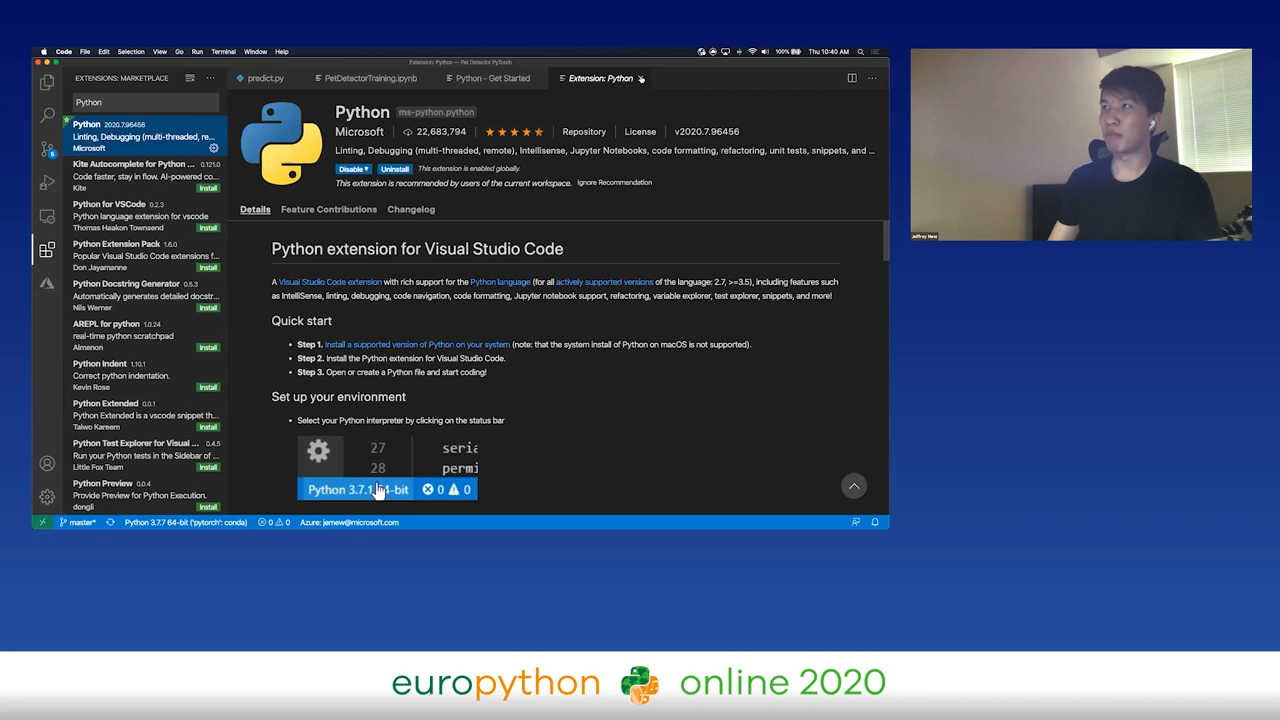 Code File Edit Selection View Go Run Terminal Window Help
100% Thu 10:40 AM
Extension: Python — Pet Detector PyTorch
EXTENSIONS: MARKETPLACE
predict.py
PetDetectorTraining.ipynb
Python - Get Started
Extension: Python
Python
Python 2020.7.96456
Linting, Debugging (multi-threaded, re...
Microsoft
Kite Autocomplete for Python ... 0.121.0
Code faster, stay in flow. AI-powered co...
Kite Install
Python for VSCode 0.2.3
Python language extension for vscode
Thomas Haakon Townsend Install
Python Extension Pack 1.6.0
Popular Visual Studio Code extensions f...
Don Jayamanne Install
Python Docstring Generator 0.5.3
Automatically generates detailed docstr...
Nils Werner Install
AREPL for python 1.0.24
real-time python scratchpad
Almenon Install
Python Indent 1.10.1
Correct python indentation.
Kevin Rose Install
Python Extended 0.0.1
Python Extended is a vscode snippet th...
Taiwo Kareem Install
Python Test Explorer for Visual ... 0.4.5
Run your Python tests in the Sidebar of ...
Little Fox Team Install
Python Preview 0.0.4
Provide Preview for Python Execution.
dongli Install
Python ms-python.python
Microsoft 22,683,794 Repository License v2020.7.96456
Linting, Debugging (multi-threaded, remote), Intellisense, Jupyter Notebooks, code formatting, refactoring, unit tests, snippets, and ...
Disable Uninstall This extension is enabled globally.
This extension is recommended by users of the current workspace. Ignore Recommendation
Details Feature Contributions Changelog
Python extension for Visual Studio Code
A Visual Studio Code extension with rich support for the Python language (for all actively supported versions of the language: 2.7, >=3.5), including features such
as IntelliSense, linting, debugging, code navigation, code formatting, Jupyter notebook support, refactoring, variable explorer, test explorer, snippets, and more!
Quick start
• Step 1. Install a supported version of Python on your system (note: that the system install of Python on macOS is not supported).
• Step 2. Install the Python extension for Visual Studio Code.
• Step 3. Open or create a Python file and start coding!
Set up your environment
• Select your Python interpreter by clicking on the status bar
27 seria
28 permi
Python 3.7.1 64-bit 0 0
master* Python 3.7.7 64-bit ('pytorch': conda) 0 0 Azure: jemew@microsoft.com
Jeffrey Mew
europython online 2020